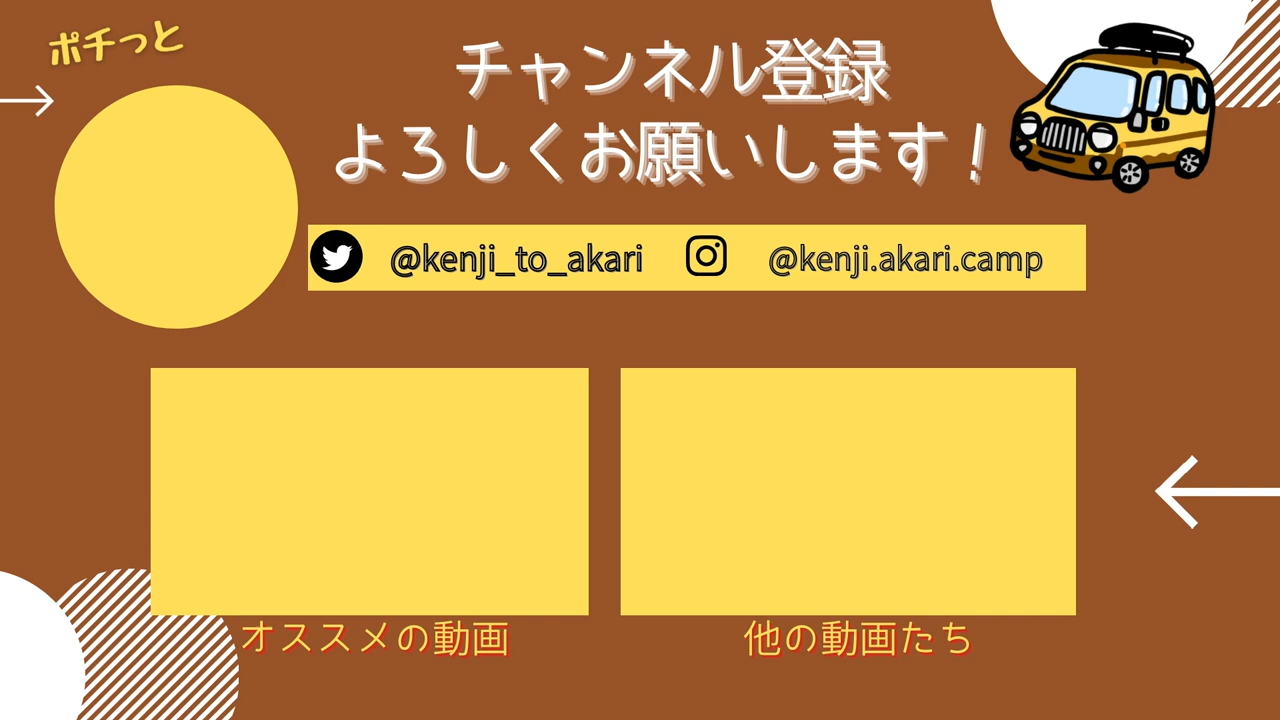 ポチっと
チャンネル登録
よろしくお願いします！
@kenji_to_akari
@kenji.akari.camp
オススメの動画
他の動画たち